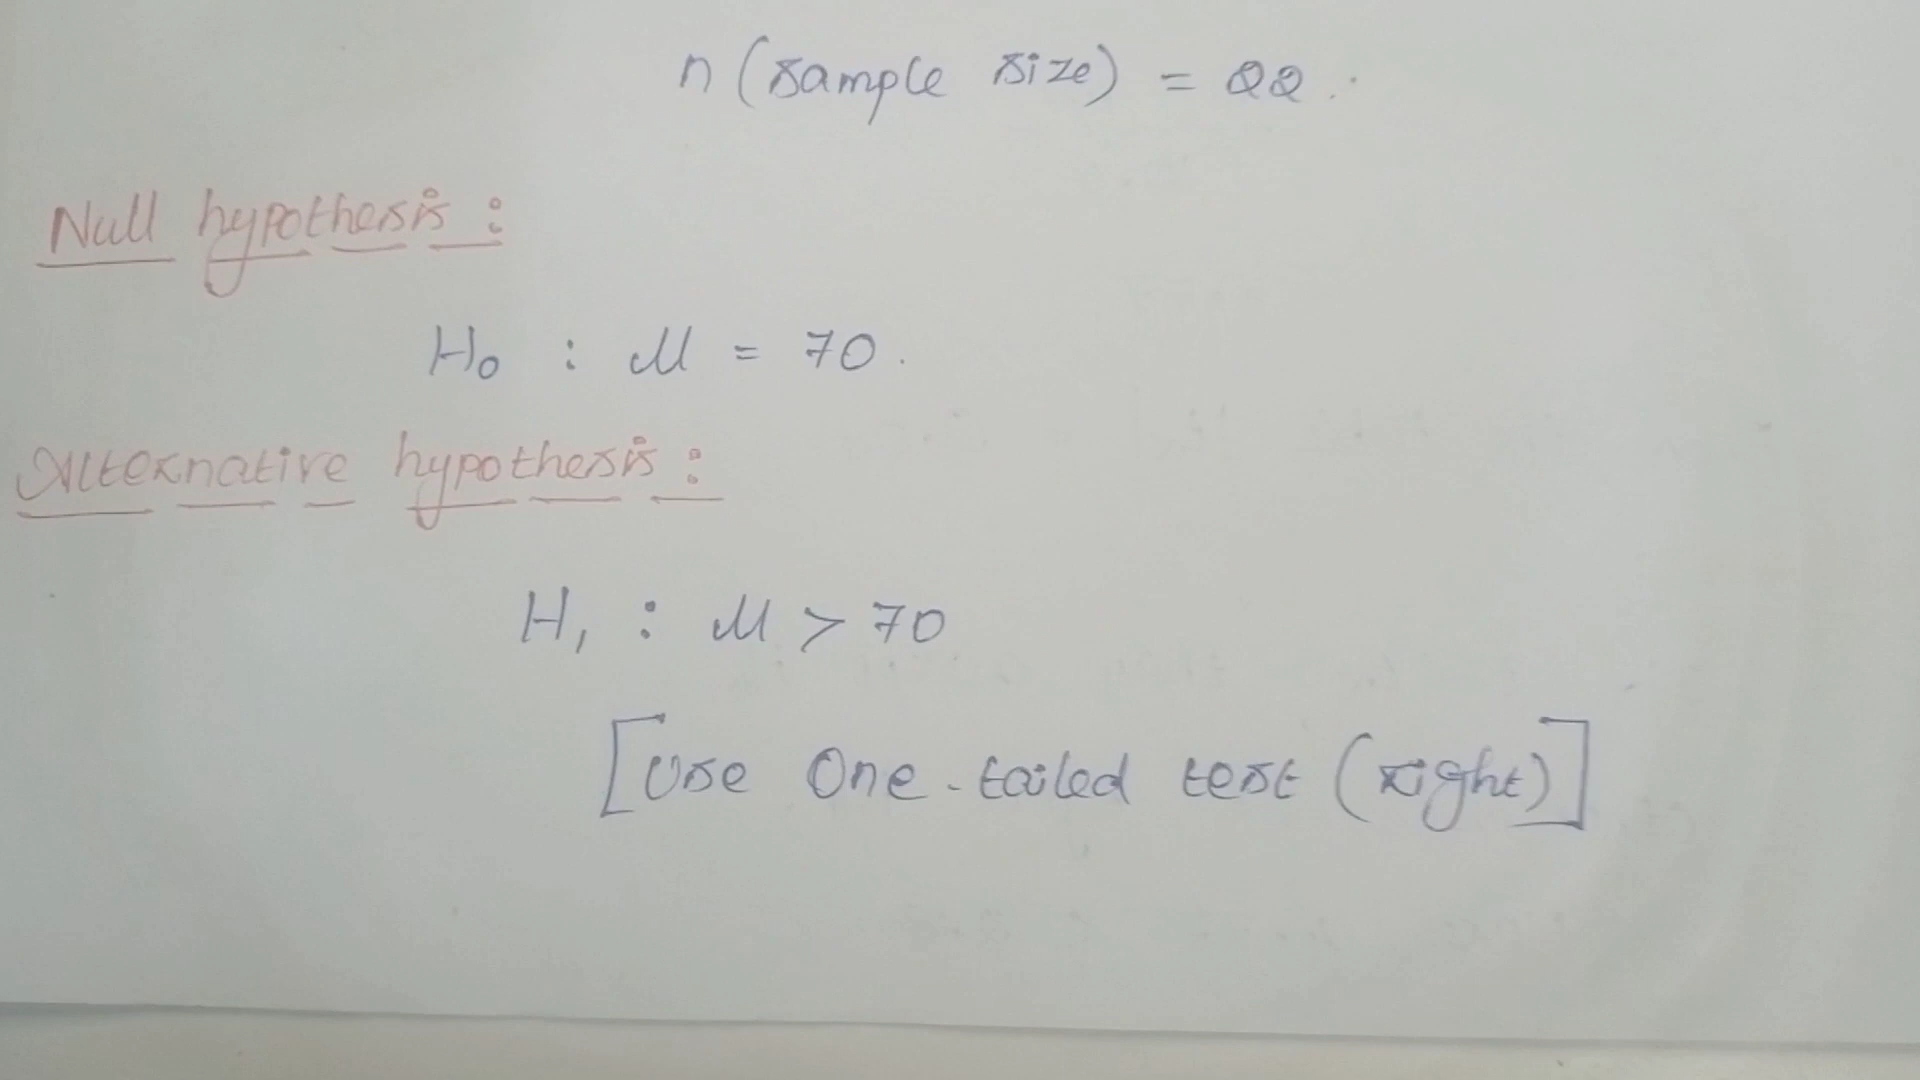 n (sample size) = 22.
Null hypothesis :
H₀ : μ = 70.
Alternative hypothesis :
H₁ : μ > 70
[Use One-tailed test (right)]